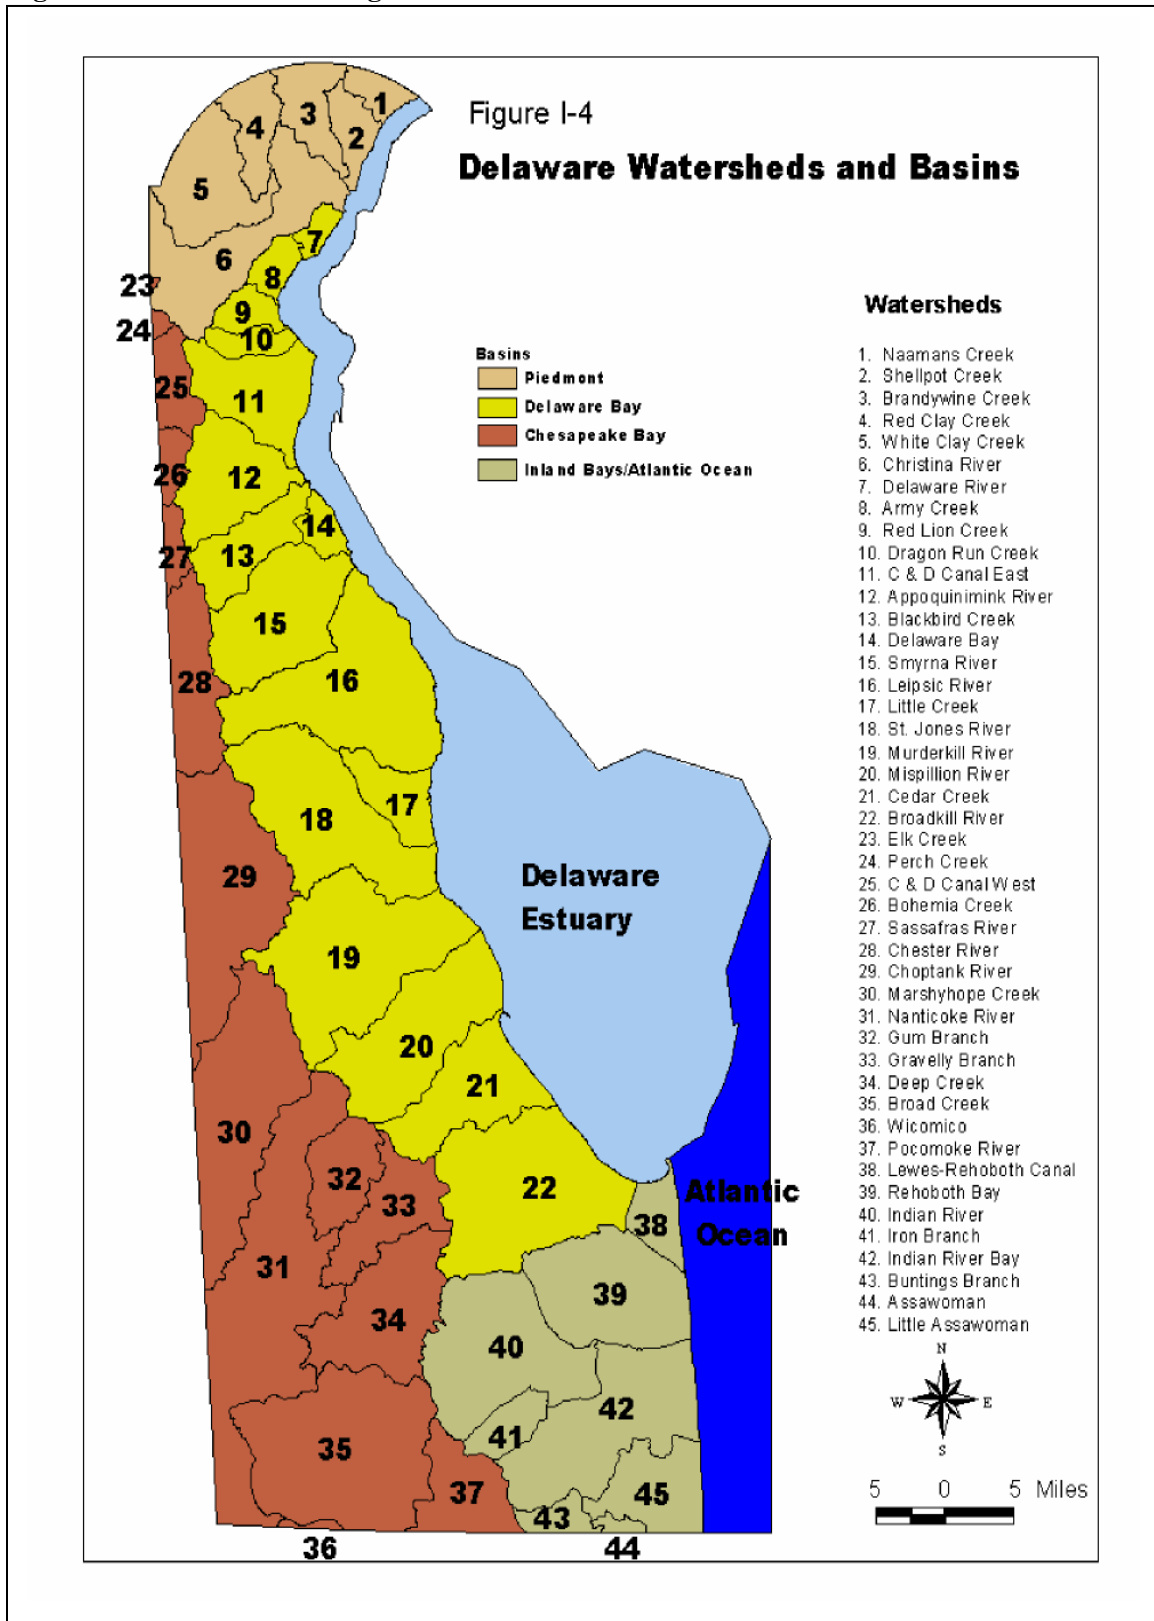 Figure I-4
Delaware Watersheds and Basins
1
2
3
4
5
6
7
8
9
10
11
12
13
14
15
16
17
18
19
20
21
22
23
24
25
26
27
28
29
30
31
32
33
34
35
36
37
38
39
40
41
42
43
44
45
Delaware
Estuary
Atlantic
Ocean
Basins
Piedmont
Delaware Bay
Chesapeake Bay
Inland Bays/Atlantic Ocean
Watersheds
1. Naamans Creek
2. Shellpot Creek
3. Brandywine Creek
4. Red Clay Creek
5. White Clay Creek
6. Christina River
7. Delaware River
8. Army Creek
9. Red Lion Creek
10. Dragon Run Creek
11. C & D Canal East
12. Appoquinimink River
13. Blackbird Creek
14. Delaware Bay
15. Smyrna River
16. Leipsic River
17. Little Creek
18. St. Jones River
19. Murderkill River
20. Mispillion River
21. Cedar Creek
22. Broadkill River
23. Elk Creek
24. Perch Creek
25. C & D Canal West
26. Bohemia Creek
27. Sassafras River
28. Chester River
29. Choptank River
30. Marshyhope Creek
31. Nanticoke River
32. Gum Branch
33. Gravelly Branch
34. Deep Creek
35. Broad Creek
36. Wicomico
37. Pocomoke River
38. Lewes-Rehoboth Canal
39. Rehoboth Bay
40. Indian River
41. Iron Branch
42. Indian River Bay
43. Buntings Branch
44. Assawoman
45. Little Assawoman
N
W E
S
5 0 5 Miles